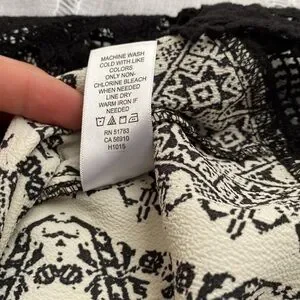 MACHINE WASH
COLD WITH LIKE
COLORS
ONLY NON-
CHLORINE BLEACH
WHEN NEEDED
LINE DRY
WARM IRON IF
NEEDED
RN 51783
CA 56910
H1015